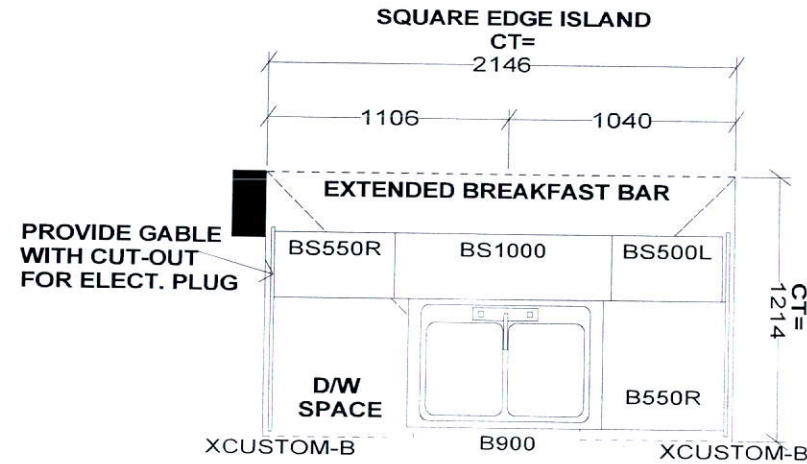 SQUARE EDGE ISLAND
CT=
2146
1106
1040
EXTENDED BREAKFAST BAR
PROVIDE GABLE
WITH CUT-OUT
FOR ELECT. PLUG
BS550R
BS1000
BS500L
CT=
1214
D/W
SPACE
B550R
XCUSTOM-B
B900
XCUSTOM-B